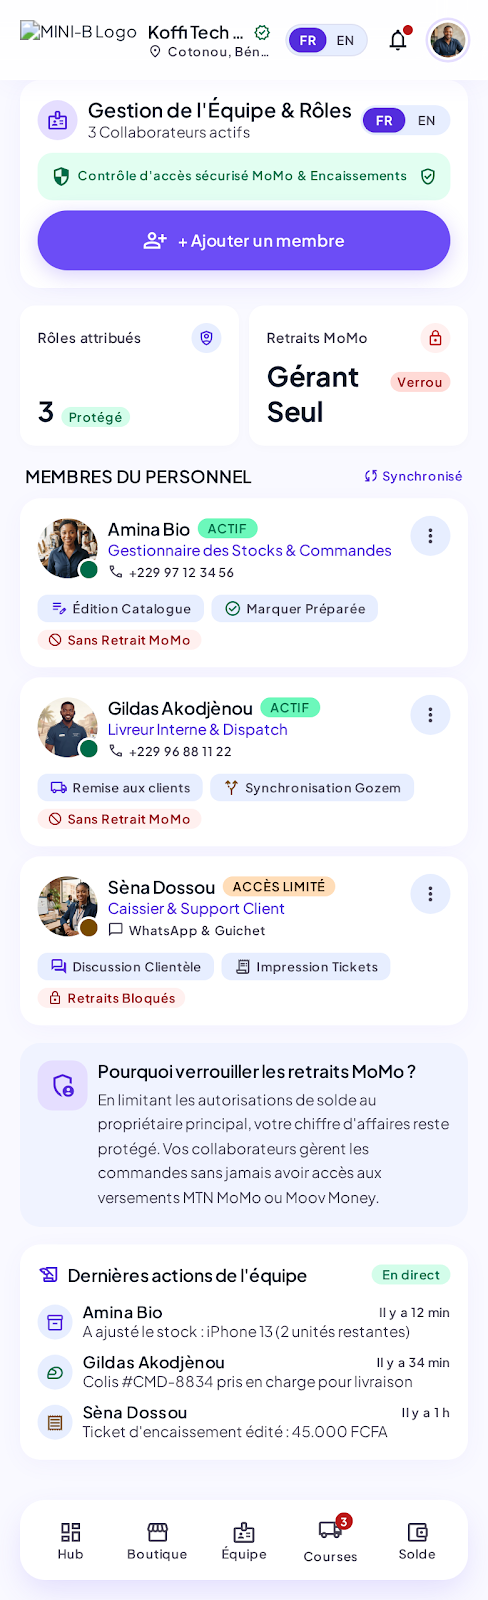 MINI-B Logo
Koffi Tech ...
Cotonou, Bén...
FR EN
Gestion de l'Équipe & Rôles
3 Collaborateurs actifs
FR EN
Contrôle d'accès sécurisé MoMo & Encaissements
+ Ajouter un membre
Rôles attribués
3 Protégé
Retraits MoMo
Gérant
Seul
Verrou
MEMBRES DU PERSONNEL
Synchronisé
Amina Bio ACTIF
Gestionnaire des Stocks & Commandes
+229 97 12 34 56
Édition Catalogue
Marquer Préparée
Sans Retrait MoMo
Gildas Akodjènou ACTIF
Livreur Interne & Dispatch
+229 96 88 11 22
Remise aux clients
Synchronisation Gozem
Sans Retrait MoMo
Sèna Dossou ACCÈS LIMITÉ
Caissier & Support Client
WhatsApp & Guichet
Discussion Clientèle
Impression Tickets
Retraits Bloqués
Pourquoi verrouiller les retraits MoMo ?
En limitant les autorisations de solde au
propriétaire principal, votre chiffre d'affaires reste
protégé. Vos collaborateurs gèrent les
commandes sans jamais avoir accès aux
versements MTN MoMo ou Moov Money.
Dernières actions de l'équipe
En direct
Amina Bio Il y a 12 min
A ajusté le stock : iPhone 13 (2 unités restantes)
Gildas Akodjènou Il y a 34 min
Colis #CMD-8834 pris en charge pour livraison
Sèna Dossou Il y a 1 h
Ticket d'encaissement édité : 45.000 FCFA
3
Hub Boutique Équipe Courses Solde